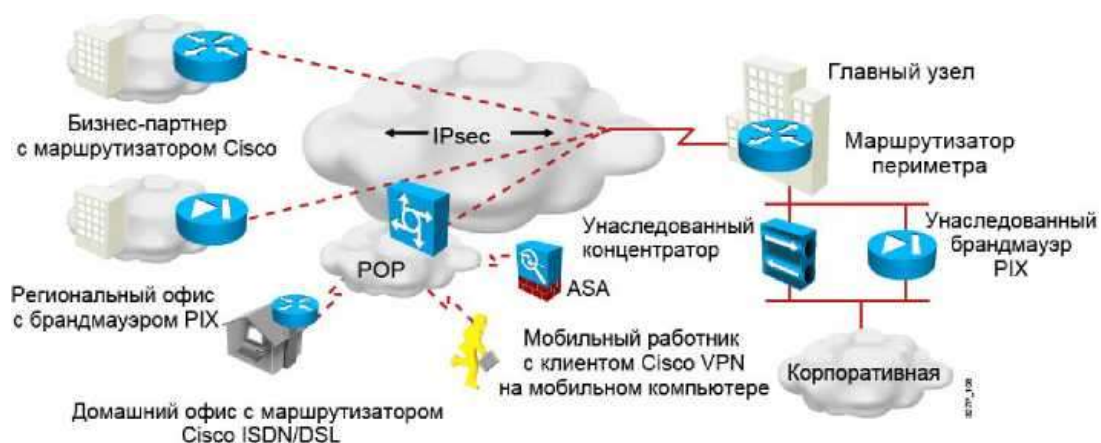 Бизнес-партнер
с маршрутизатором Cisco
IPsec
Главный узел
Маршрутизатор
периметра
Унаследованный
концентратор
Унаследованный
брандмауэр
PIX
POP
ASA
Региональный офис
с брандмауэром PIX
Мобильный работник
с клиентом Cisco VPN
на мобильном компьютере
Корпоративная
Домашний офис с маршрутизатором
Cisco ISDN/DSL